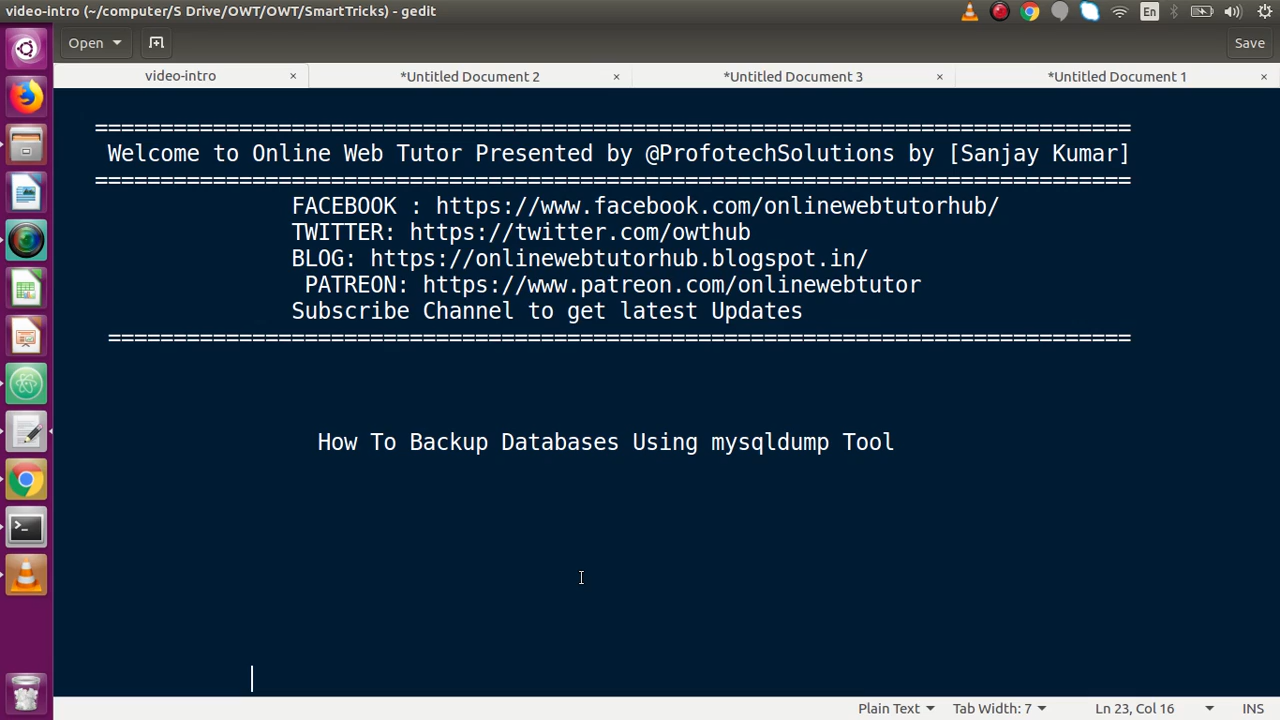 video-intro (~/computer/S Drive/OWT/OWT/SmartTricks) - gedit
En
Open
Save
video-intro
*Untitled Document 2
*Untitled Document 3
*Untitled Document 1
===============================================================================
Welcome to Online Web Tutor Presented by @ProfotechSolutions by [Sanjay Kumar]
===============================================================================
FACEBOOK : https://www.facebook.com/onlinewebtutorhub/
TWITTER: https://twitter.com/owthub
BLOG: https://onlinewebtutorhub.blogspot.in/
PATREON: https://www.patreon.com/onlinewebtutor
Subscribe Channel to get latest Updates
==============================================================================
How To Backup Databases Using mysqldump Tool
Plain Text
Tab Width: 7
Ln 23, Col 16
INS